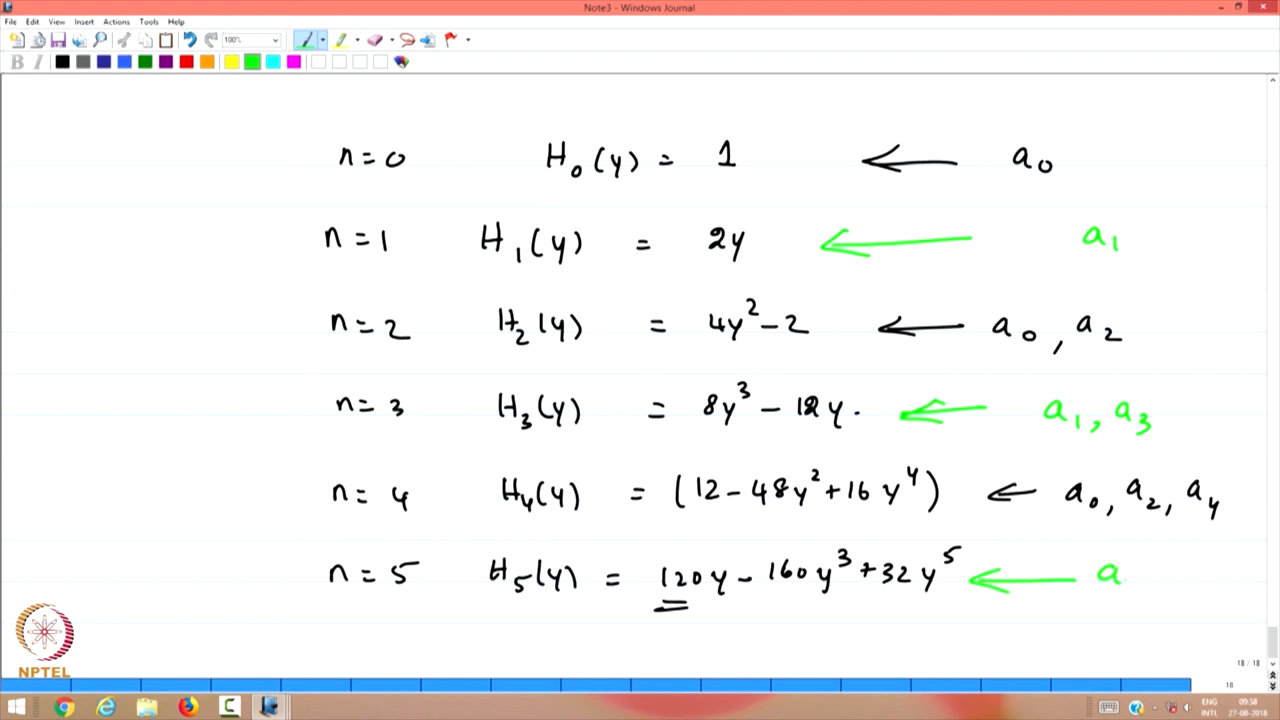 Note3 - Windows Journal
File Edit View Insert Actions Tools Help
100%
B I
n = 0 H₀(y) = 1 ← a₀
n = 1 H₁(y) = 2y ← a₁
n = 2 H₂(y) = 4y² - 2 ← a₀, a₂
n = 3 H₃(y) = 8y³ - 12y. ← a₁, a₃
n = 4 H₄(y) = (12 - 48y² + 16y⁴) ← a₀, a₂, a₄
n = 5 H₅(y) = 120y - 160y³ + 32y⁵ ← a
NPTEL
18 / 18
18
ENG 09:58
INTL 27-06-2018